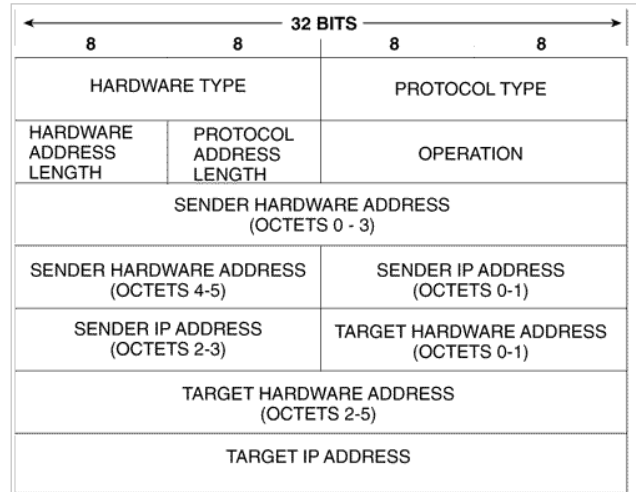 32 BITS
8 8 8 8
HARDWARE TYPE PROTOCOL TYPE
HARDWARE
ADDRESS
LENGTH
PROTOCOL
ADDRESS
LENGTH
OPERATION
SENDER HARDWARE ADDRESS
(OCTETS 0 - 3)
SENDER HARDWARE ADDRESS
(OCTETS 4-5)
SENDER IP ADDRESS
(OCTETS 0-1)
SENDER IP ADDRESS
(OCTETS 2-3)
TARGET HARDWARE ADDRESS
(OCTETS 0-1)
TARGET HARDWARE ADDRESS
(OCTETS 2-5)
TARGET IP ADDRESS